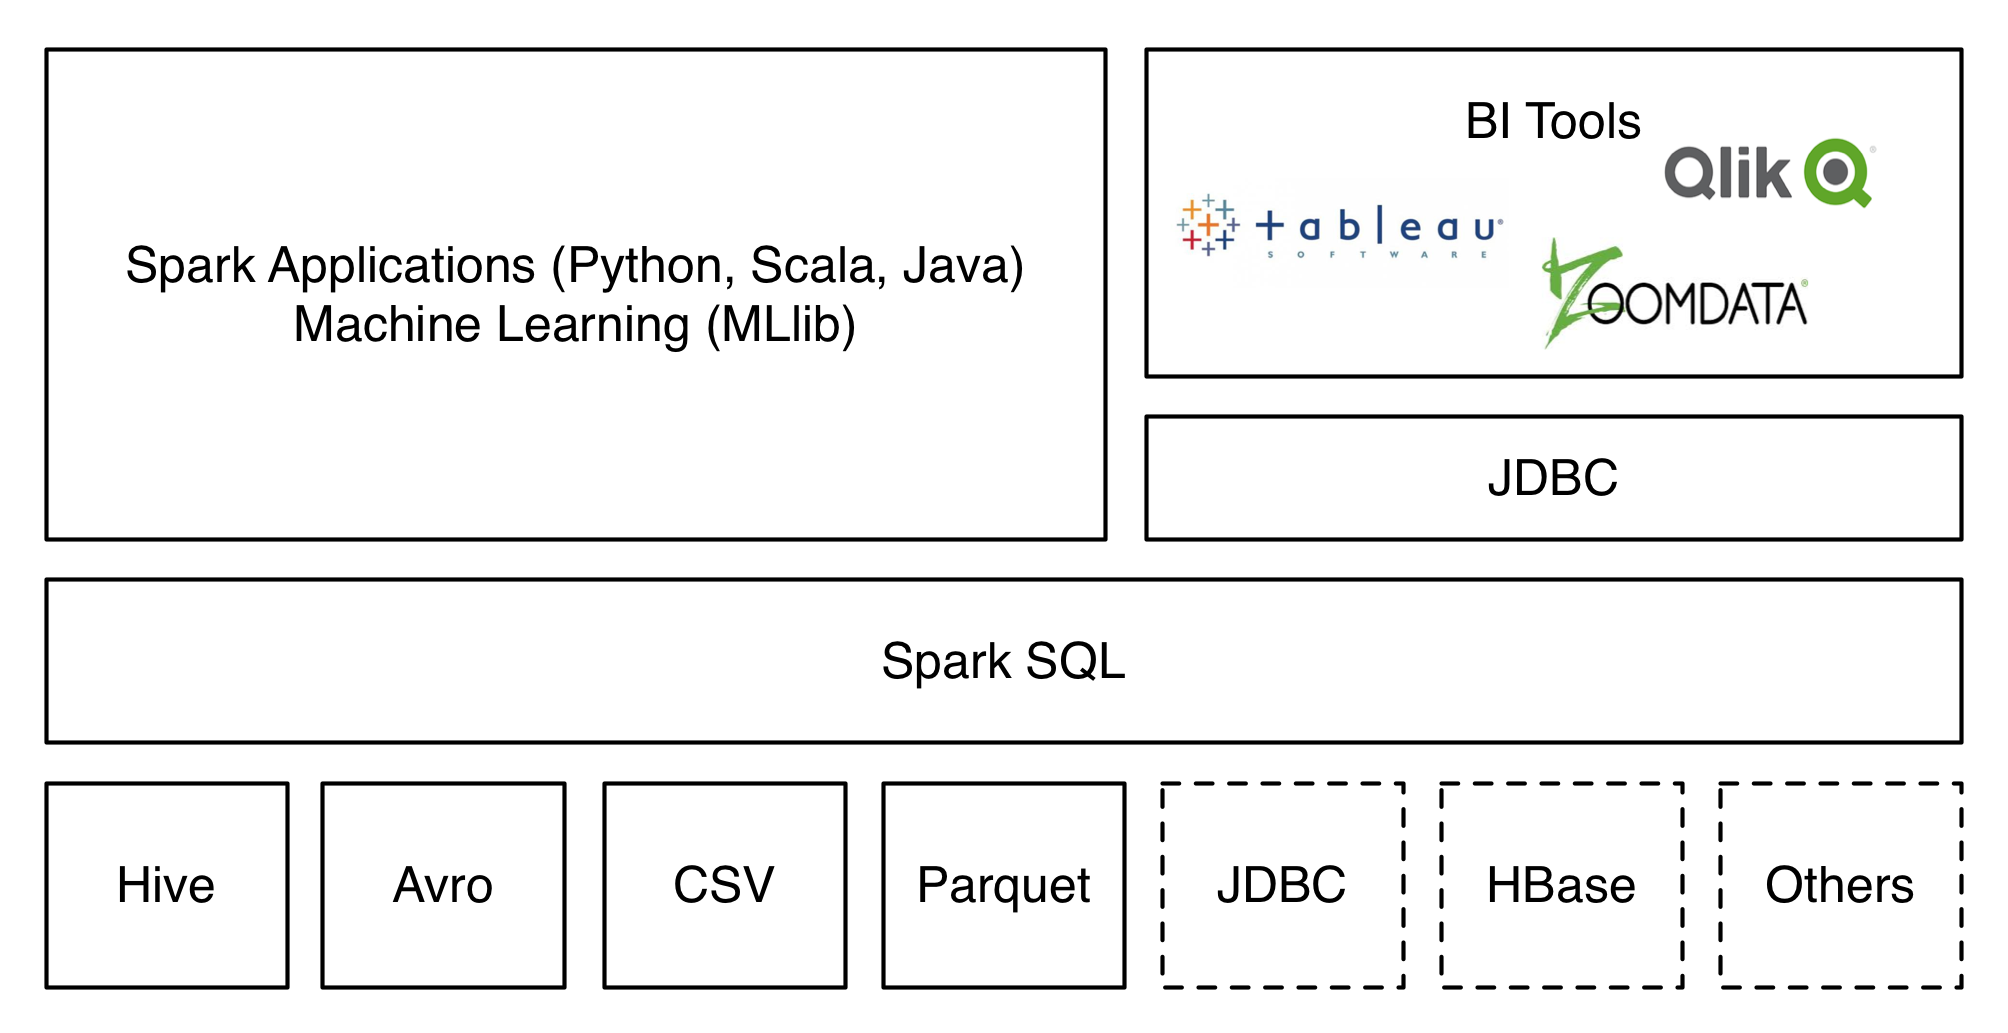 Spark Applications (Python, Scala, Java)
Machine Learning (MLlib)
BI Tools
Qlik
+ableau
SOFTWARE
ZOOMDATA
JDBC
Spark SQL
Hive
Avro
CSV
Parquet
JDBC
HBase
Others